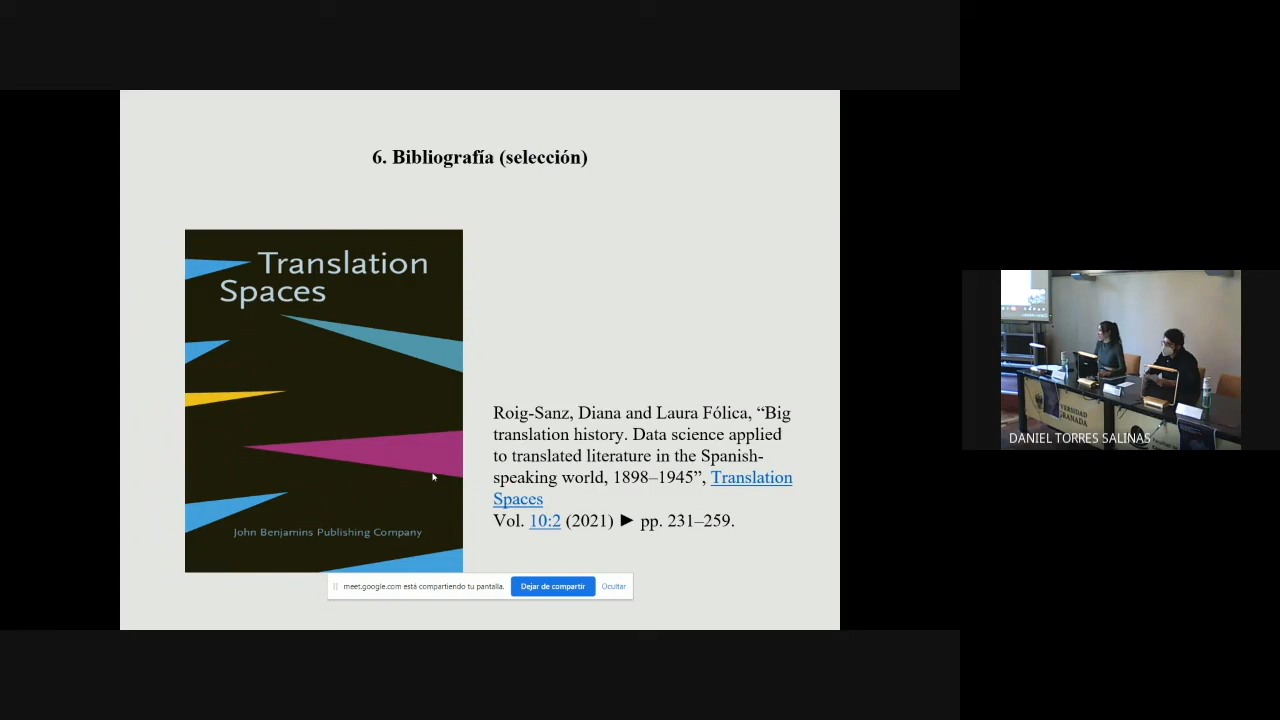 6. Bibliografía (selección)
Translation
Spaces
John Benjamins Publishing Company
Roig-Sanz, Diana and Laura Fólica, “Big
translation history. Data science applied
to translated literature in the Spanish-
speaking world, 1898–1945”, Translation
Spaces
Vol. 10:2 (2021) ► pp. 231–259.
meet.google.com está compartiendo tu pantalla.
Dejar de compartir
Ocultar
DANIEL TORRES SALINAS